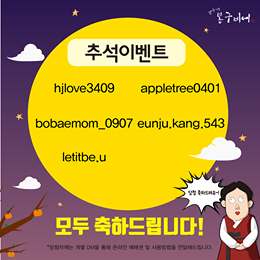 추석이벤트
hjlove3409 appletree0401
bobaemom_0907 eunju.kang.543
letitbe.u
당첨 축하드려요~
모두 축하드립니다!
*당첨자에는 개별 DM을 통해 온라인 예매권 및 사용방법을 전달해드립니다.